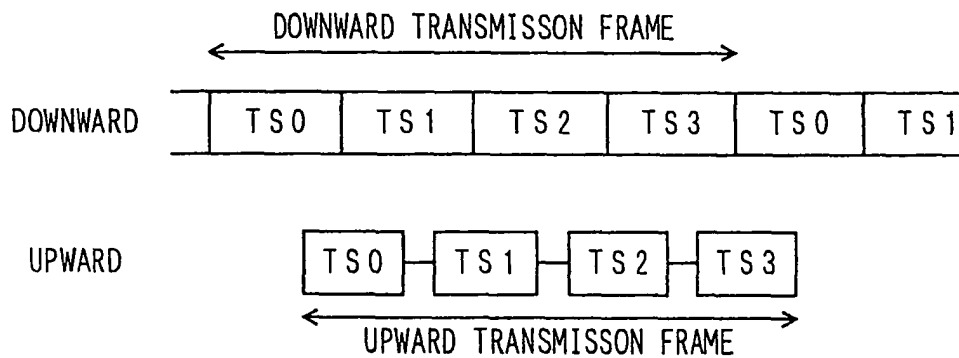 DOWNWARD TRANSMISSON FRAME
DOWNWARD TS0 TS1 TS2 TS3 TS0 TS1
UPWARD TS0 TS1 TS2 TS3
UPWARD TRANSMISSON FRAME